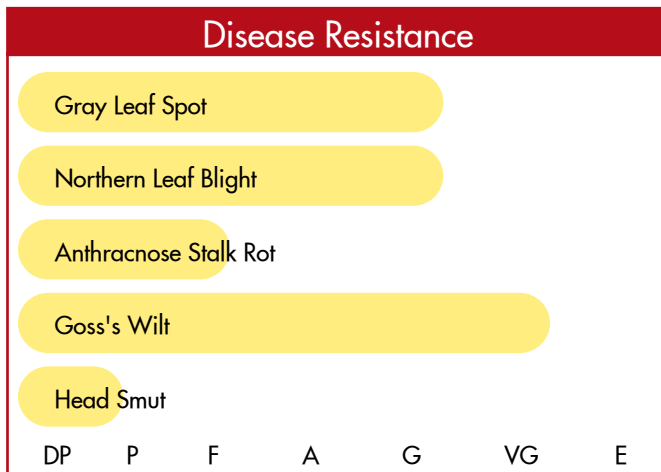 Disease Resistance
Gray Leaf Spot
Northern Leaf Blight
Anthracnose Stalk Rot
Goss's Wilt
Head Smut
DP P F A G VG E